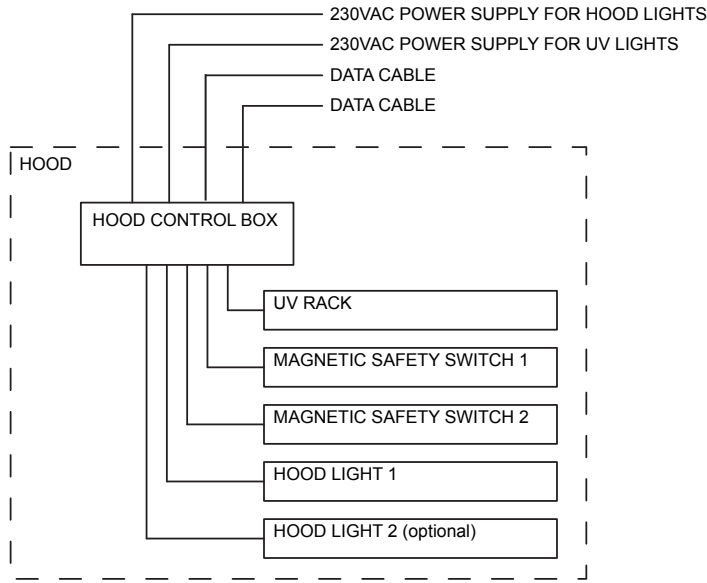 230VAC POWER SUPPLY FOR HOOD LIGHTS
230VAC POWER SUPPLY FOR UV LIGHTS
DATA CABLE
DATA CABLE
HOOD
HOOD CONTROL BOX
UV RACK
MAGNETIC SAFETY SWITCH 1
MAGNETIC SAFETY SWITCH 2
HOOD LIGHT 1
HOOD LIGHT 2 (optional)